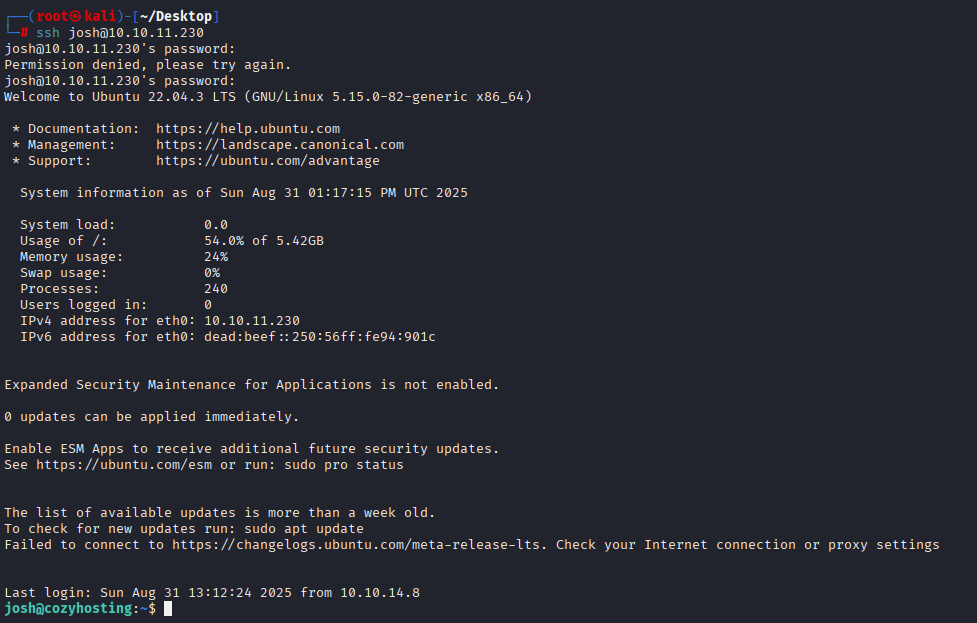 ┌──(root㉿kali)-[~/Desktop]
└─# ssh josh@10.10.11.230
josh@10.10.11.230's password:
Permission denied, please try again.
josh@10.10.11.230's password:
Welcome to Ubuntu 22.04.3 LTS (GNU/Linux 5.15.0-82-generic x86_64)
* Documentation:  https://help.ubuntu.com
* Management:     https://landscape.canonical.com
* Support:        https://ubuntu.com/advantage
System information as of Sun Aug 31 01:17:15 PM UTC 2025
System load:           0.0
Usage of /:            54.0% of 5.42GB
Memory usage:          24%
Swap usage:            0%
Processes:             240
Users logged in:       0
IPv4 address for eth0: 10.10.11.230
IPv6 address for eth0: dead:beef::250:56ff:fe94:901c
Expanded Security Maintenance for Applications is not enabled.
0 updates can be applied immediately.
Enable ESM Apps to receive additional future security updates.
See https://ubuntu.com/esm or run: sudo pro status
The list of available updates is more than a week old.
To check for new updates run: sudo apt update
Failed to connect to https://changelogs.ubuntu.com/meta-release-lts. Check your Internet connection or proxy settings
Last login: Sun Aug 31 13:12:24 2025 from 10.10.14.8
josh@cozyhosting:~$